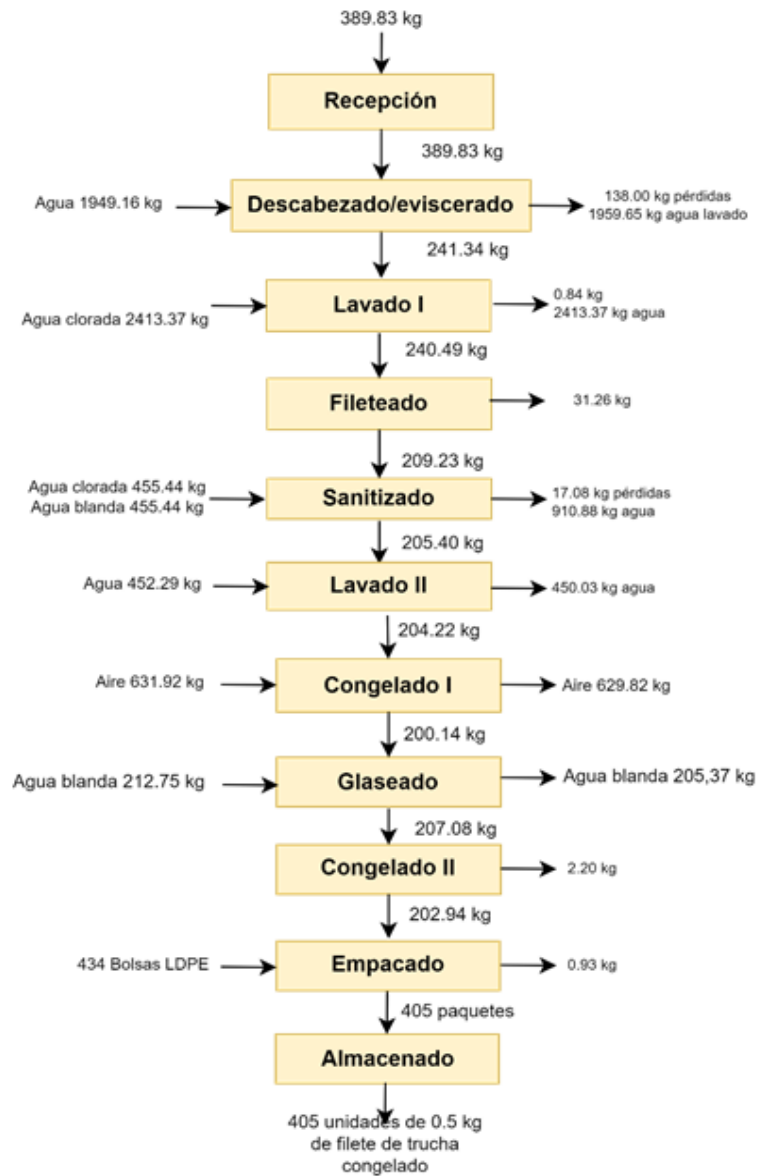 389.83 kg
Recepción
389.83 kg
Agua 1949.16 kg
Descabezado/eviscerado
138.00 kg pérdidas
1959.65 kg agua lavado
241.34 kg
Agua clorada 2413.37 kg
Lavado I
0.84 kg
2413.37 kg agua
240.49 kg
Fileteado
31.26 kg
209.23 kg
Agua clorada 455.44 kg
Agua blanda 455.44 kg
Sanitizado
17.08 kg pérdidas
910.88 kg agua
205.40 kg
Agua 452.29 kg
Lavado II
450.03 kg agua
204.22 kg
Aire 631.92 kg
Congelado I
Aire 629.82 kg
200.14 kg
Agua blanda 212.75 kg
Glaseado
Agua blanda 205,37 kg
207.08 kg
Congelado II
2.20 kg
202.94 kg
434 Bolsas LDPE
Empacado
0.93 kg
405 paquetes
Almacenado
405 unidades de 0.5 kg
de filete de trucha
congelado